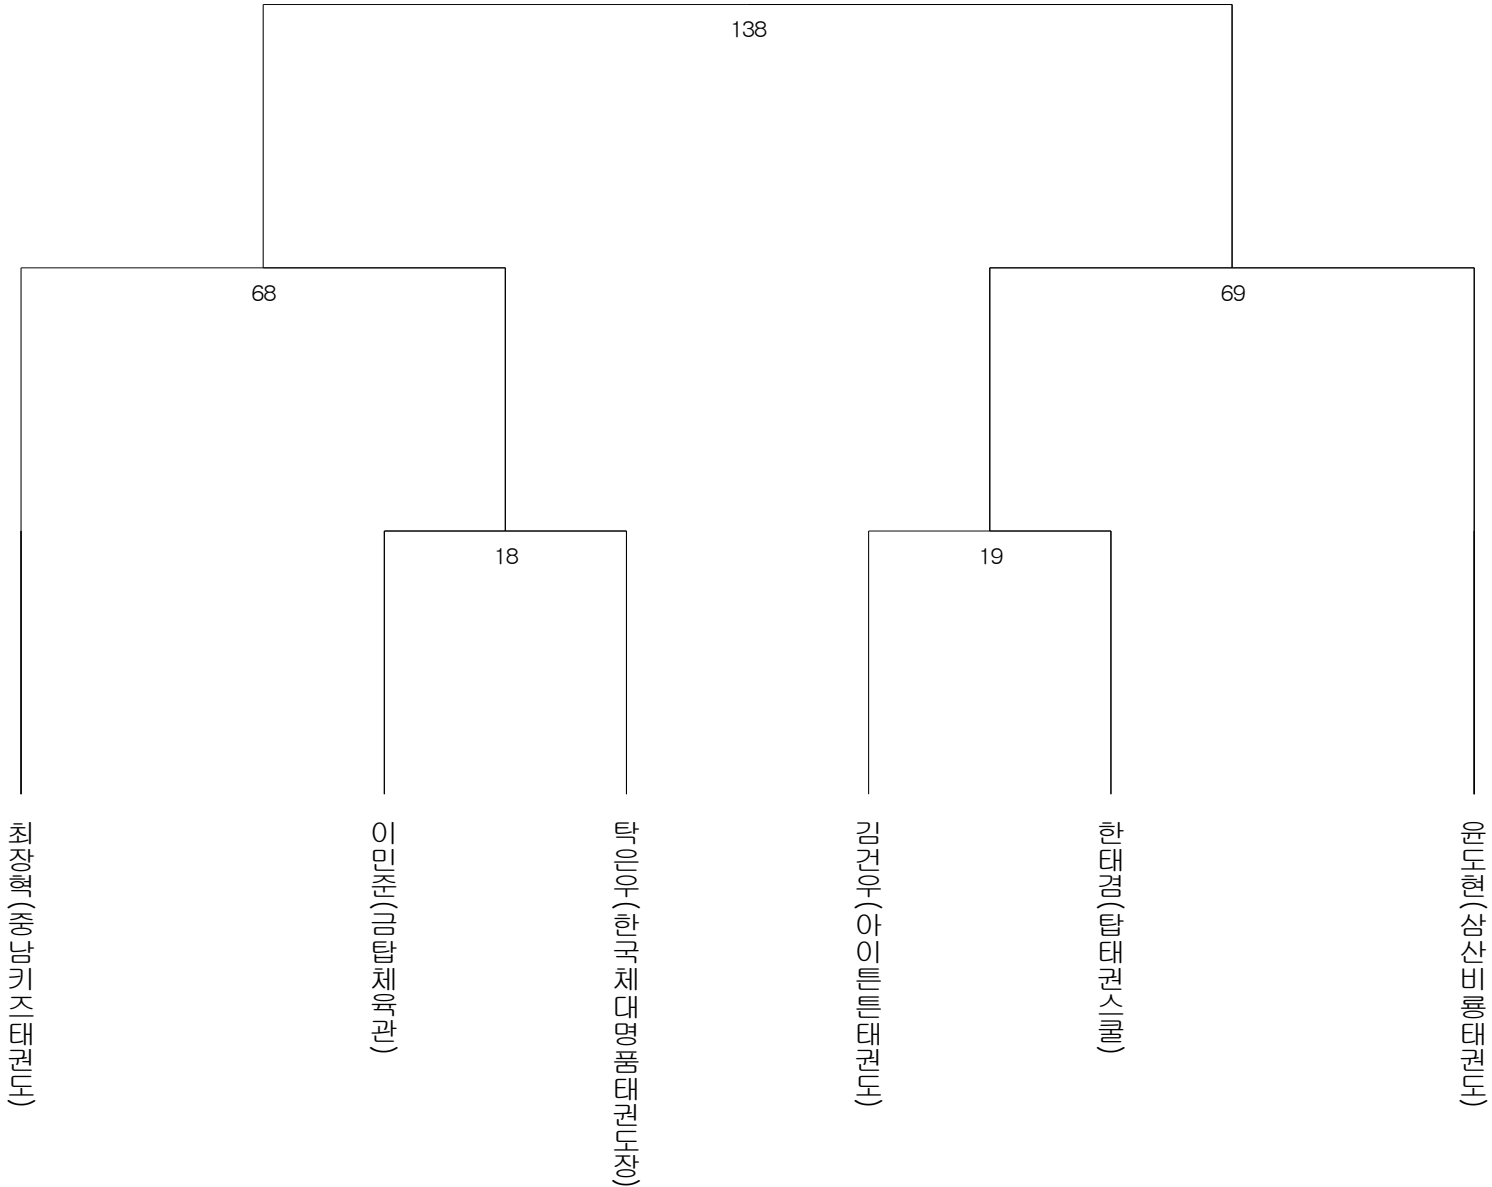 138
68
69
18
19
최장혁(중남키즈태권도)
이민준(금탑체육관)
탁은우(한국체대명품태권도장)
김건우(아이튼튼태권도)
한태겸(탑태권스쿨)
윤도현(삼산비룡태권도)